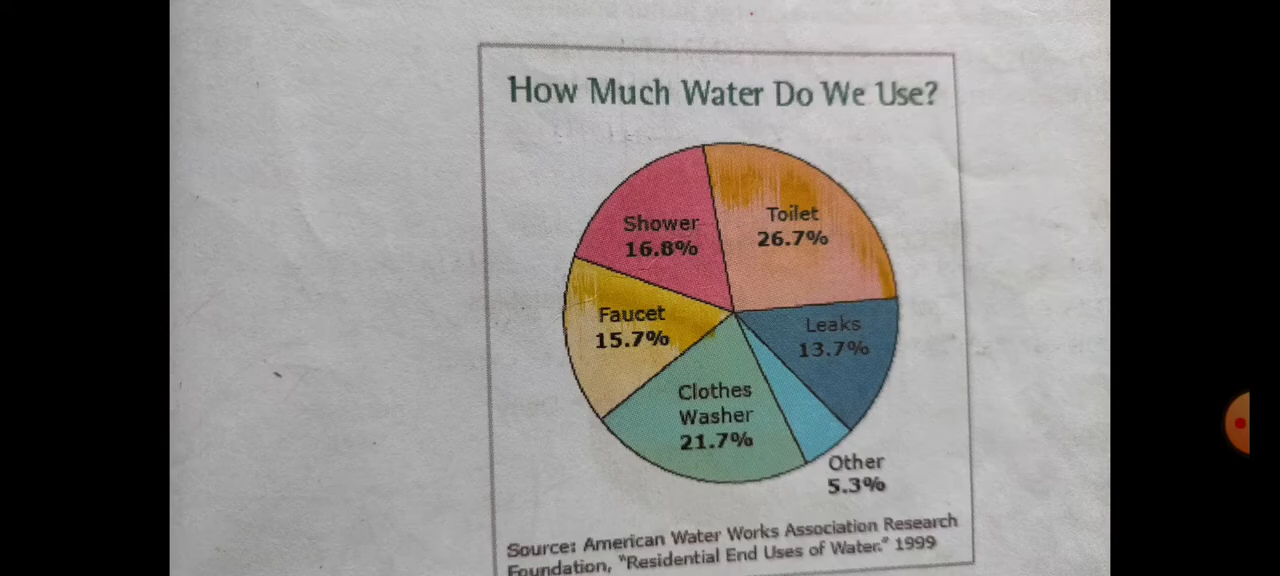 How Much Water Do We Use?
Shower
16.8%
Toilet
26.7%
Faucet
15.7%
Leaks
13.7%
Clothes
Washer
21.7%
Other
5.3%
Source: American Water Works Association Research
Foundation, "Residential End Uses of Water." 1999